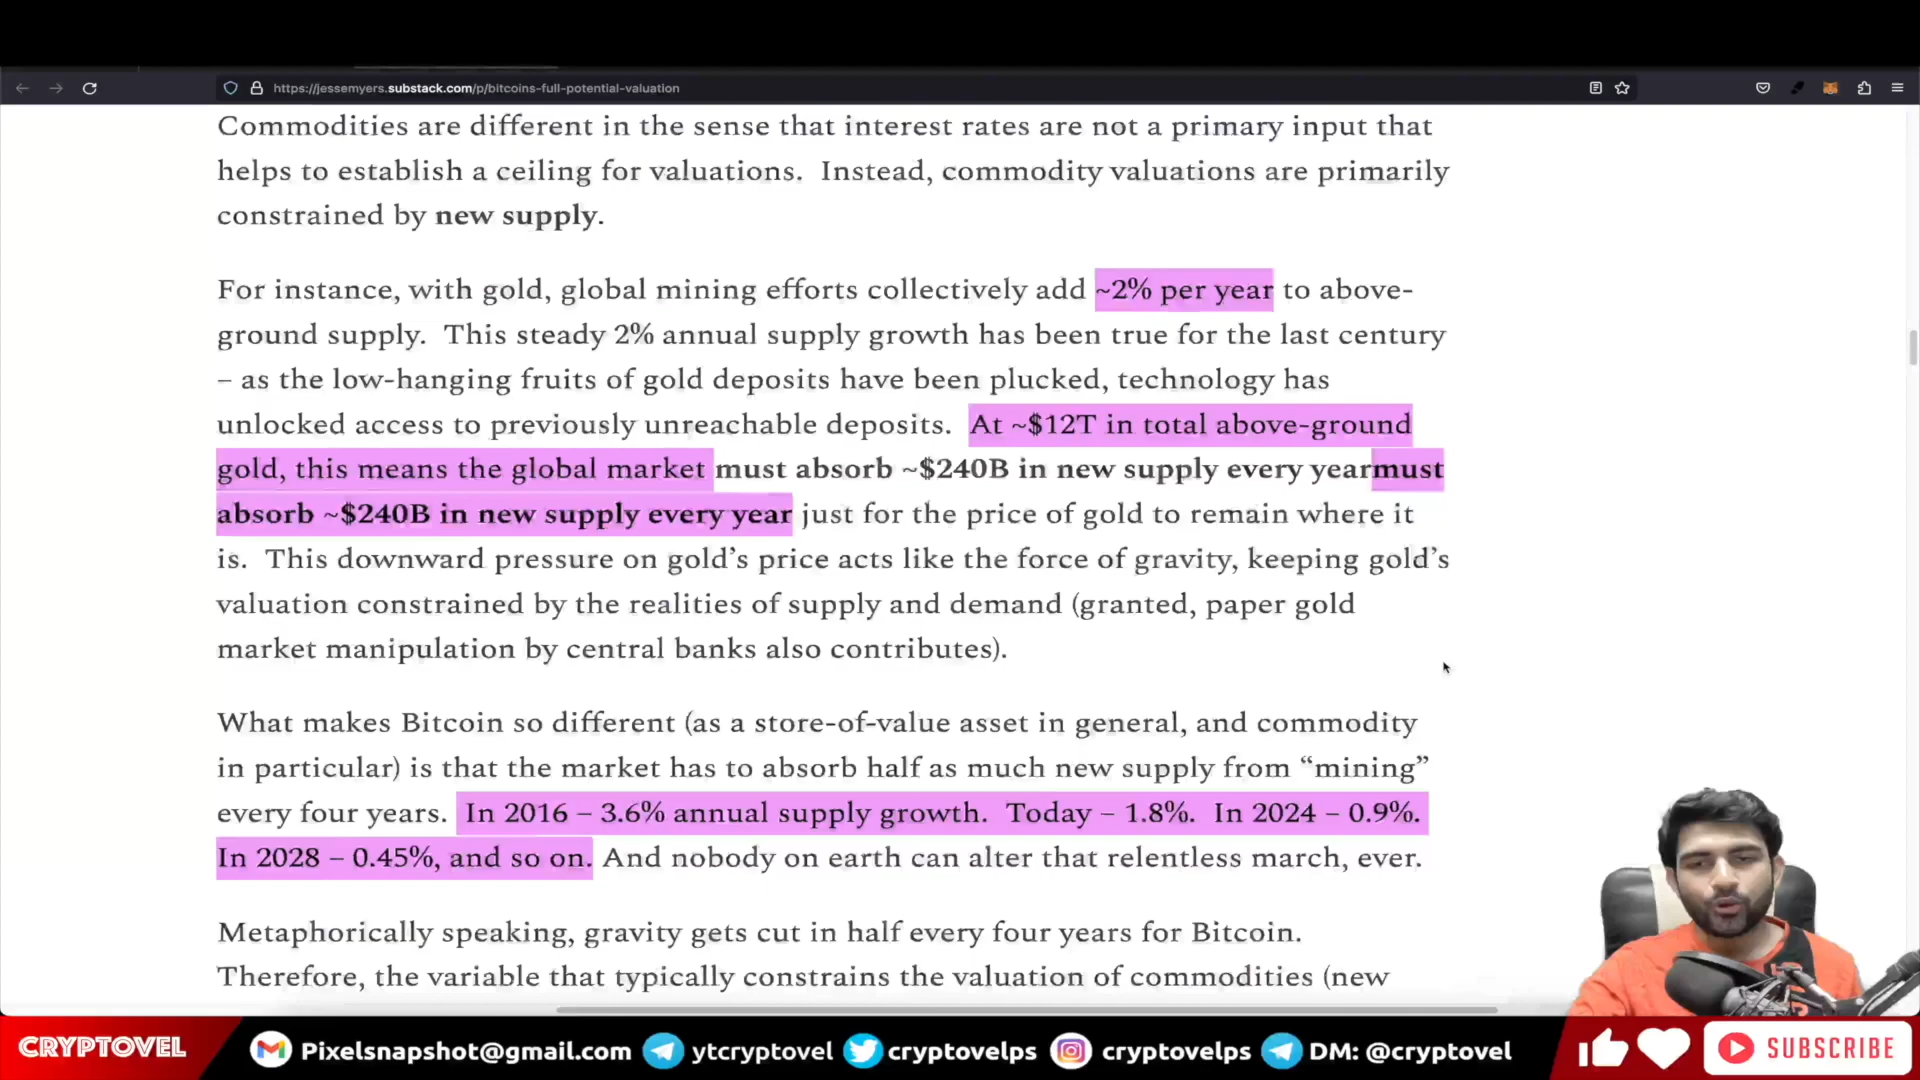 https://jessemyers.substack.com/p/bitcoins-full-potential-valuation
Commodities are different in the sense that interest rates are not a primary input that
helps to establish a ceiling for valuations. Instead, commodity valuations are primarily
constrained by new supply.
For instance, with gold, global mining efforts collectively add ~2% per year to above-
ground supply. This steady 2% annual supply growth has been true for the last century
– as the low-hanging fruits of gold deposits have been plucked, technology has
unlocked access to previously unreachable deposits. At ~$12T in total above-ground
gold, this means the global market must absorb ~$240B in new supply every yearmust
absorb ~$240B in new supply every year just for the price of gold to remain where it
is. This downward pressure on gold’s price acts like the force of gravity, keeping gold’s
valuation constrained by the realities of supply and demand (granted, paper gold
market manipulation by central banks also contributes).
What makes Bitcoin so different (as a store-of-value asset in general, and commodity
in particular) is that the market has to absorb half as much new supply from “mining”
every four years. In 2016 – 3.6% annual supply growth. Today – 1.8%. In 2024 – 0.9%.
In 2028 – 0.45%, and so on. And nobody on earth can alter that relentless march, ever.
Metaphorically speaking, gravity gets cut in half every four years for Bitcoin.
Therefore, the variable that typically constrains the valuation of commodities (new
CRYPTOVEL Pixelsnapshot@gmail.com ytcryptovel cryptovelps cryptovelps DM: @cryptovel SUBSCRIBE